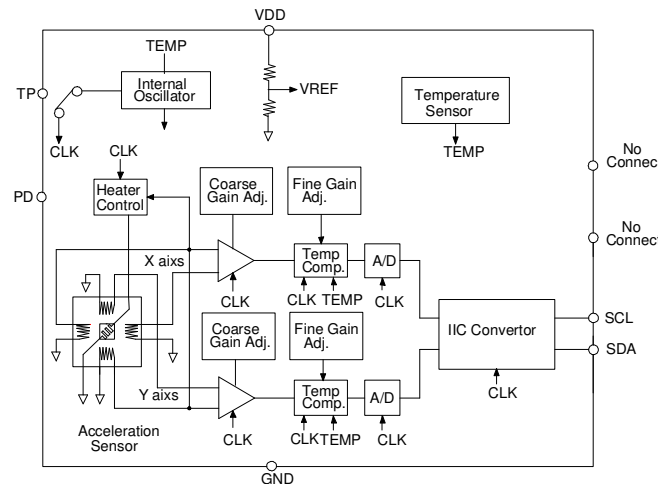 VDD
TEMP
Internal
Oscillator
TP
CLK
VREF
Temperature
Sensor
TEMP
No
Connec
CLK
PD
Heater
Control
Coarse
Gain Adj.
Fine Gain
Adj.
No
Connec
X aixs
Temp
Comp.
A/D
CLK
CLK
TEMP
CLK
IIC Convertor
SCL
SDA
CLK
Coarse
Gain Adj.
Fine Gain
Adj.
Y aixs
Temp
Comp.
A/D
CLK
CLK
TEMP
CLK
Acceleration
Sensor
GND